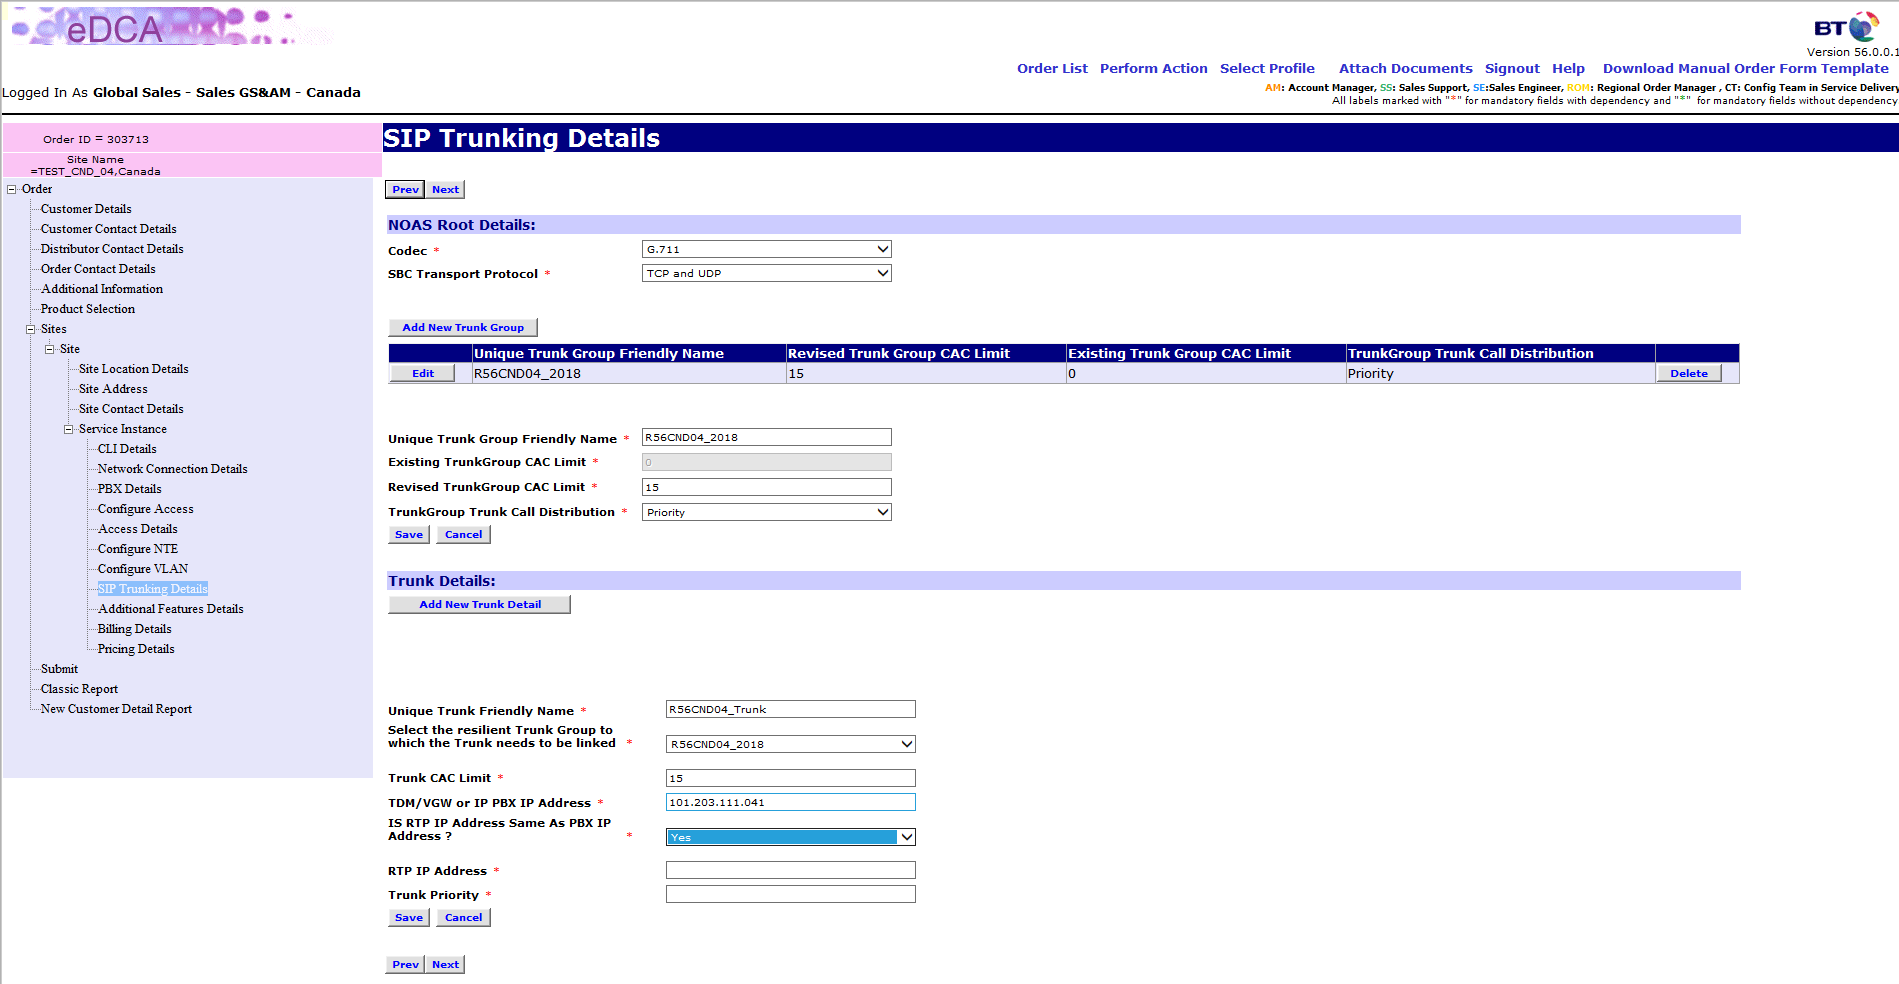 eDCA
BT
Version 56.0.0.1
Order List Perform Action Select Profile Attach Documents Signout Help Download Manual Order Form Template
Logged In As Global Sales - Sales GS&AM - Canada
AM: Account Manager, SS: Sales Support, SE:Sales Engineer, ROM: Regional Order Manager , CT: Config Team in Service Delivery
All labels marked with "*" for mandatory fields with dependency and "*" for mandatory fields without dependency
Order ID = 303713
Site Name
=TEST_CND_04,Canada
Order
Customer Details
Customer Contact Details
Distributor Contact Details
Order Contact Details
Additional Information
Product Selection
Sites
Site
Site Location Details
Site Address
Site Contact Details
Service Instance
CLI Details
Network Connection Details
PBX Details
Configure Access
Access Details
Configure NTE
Configure VLAN
SIP Trunking Details
Additional Features Details
Billing Details
Pricing Details
Submit
Classic Report
New Customer Detail Report
SIP Trunking Details
Prev Next
NOAS Root Details:
Codec * G.711
SBC Transport Protocol * TCP and UDP
Add New Trunk Group
Unique Trunk Group Friendly Name Revised Trunk Group CAC Limit Existing Trunk Group CAC Limit TrunkGroup Trunk Call Distribution
Edit R56CND04_2018 15 0 Priority Delete
Unique Trunk Group Friendly Name * R56CND04_2018
Existing TrunkGroup CAC Limit * 0
Revised TrunkGroup CAC Limit * 15
TrunkGroup Trunk Call Distribution * Priority
Save Cancel
Trunk Details:
Add New Trunk Detail
Unique Trunk Friendly Name * R56CND04_Trunk
Select the resilient Trunk Group to
which the Trunk needs to be linked * R56CND04_2018
Trunk CAC Limit * 15
TDM/VGW or IP PBX IP Address * 101.203.111.041
IS RTP IP Address Same As PBX IP
Address ? * Yes
RTP IP Address *
Trunk Priority *
Save Cancel
Prev Next